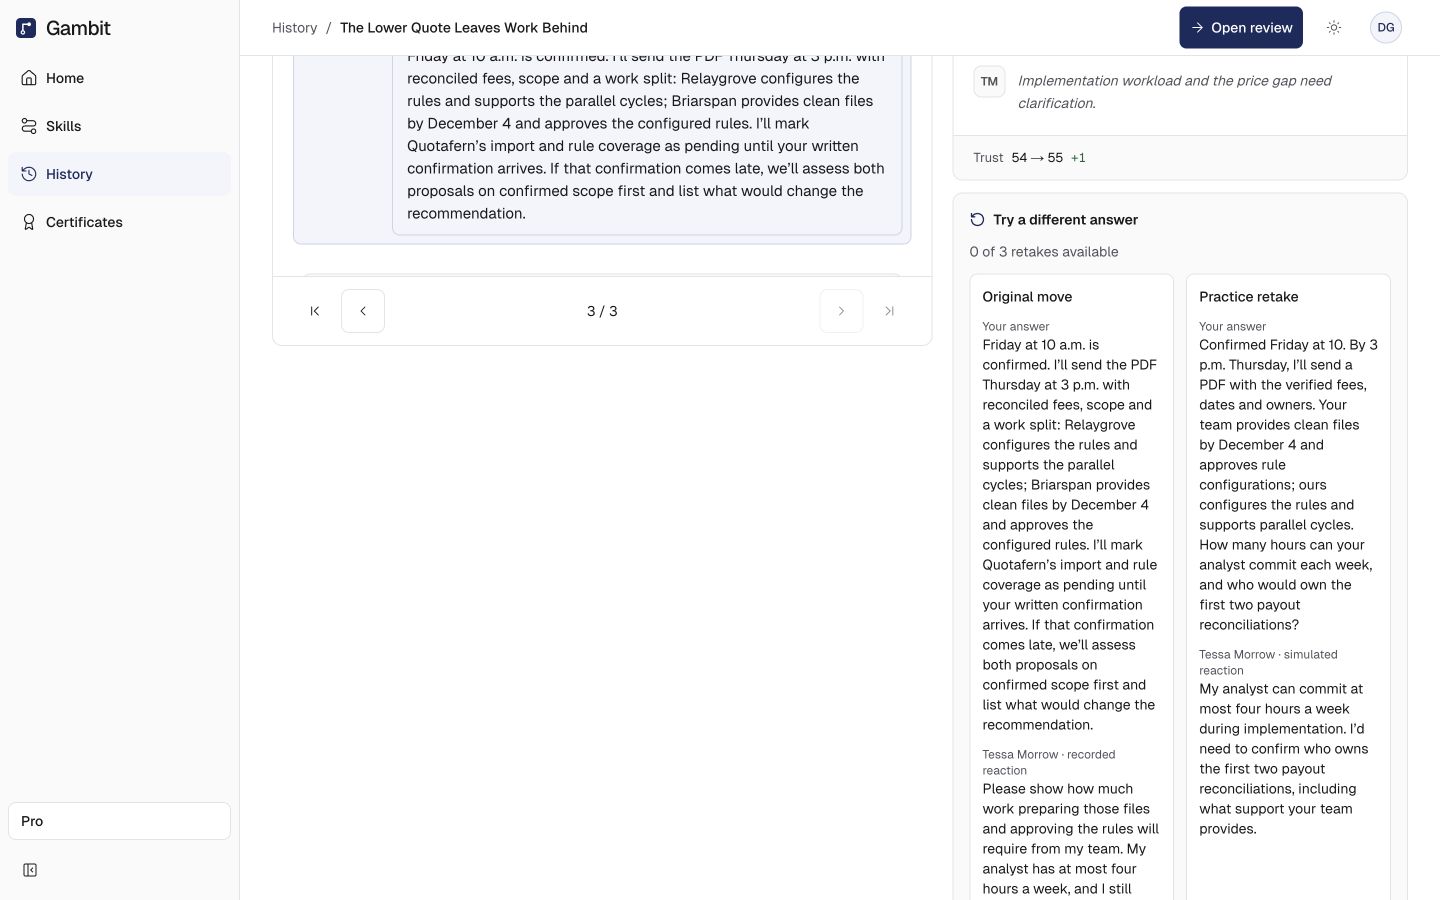 Gambit
Home
Skills
History
Certificates
Pro
History / The Lower Quote Leaves Work Behind
Open review
DG
Friday at 10 a.m. is confirmed. I'll send the PDF Thursday at 3 p.m. with
reconciled fees, scope and a work split: Relaygrove configures the
rules and supports the parallel cycles; Briarspan provides clean files
by December 4 and approves the configured rules. I'll mark
Quotafern's import and rule coverage as pending until your written
confirmation arrives. If that confirmation comes late, we'll assess both
proposals on confirmed scope first and list what would change the
recommendation.
3 / 3
TM
Implementation workload and the price gap need
clarification.
Trust 54 → 55 +1
Try a different answer
0 of 3 retakes available
Original move
Your answer
Friday at 10 a.m. is
confirmed. I'll send the PDF
Thursday at 3 p.m. with
reconciled fees, scope and
a work split: Relaygrove
configures the rules and
supports the parallel
cycles; Briarspan provides
clean files by December 4
and approves the
configured rules. I'll mark
Quotafern's import and rule
coverage as pending until
your written confirmation
arrives. If that confirmation
comes late, we'll assess
both proposals on
confirmed scope first and
list what would change the
recommendation.
Tessa Morrow · recorded
reaction
Please show how much
work preparing those files
and approving the rules will
require from my team. My
analyst has at most four
hours a week, and I still
Practice retake
Your answer
Confirmed Friday at 10. By 3
p.m. Thursday, I'll send a
PDF with the verified fees,
dates and owners. Your
team provides clean files
by December 4 and
approves rule
configurations; ours
configures the rules and
supports parallel cycles.
How many hours can your
analyst commit each week,
and who would own the
first two payout
reconciliations?
Tessa Morrow · simulated
reaction
My analyst can commit at
most four hours a week
during implementation. I'd
need to confirm who owns
the first two payout
reconciliations, including
what support your team
provides.